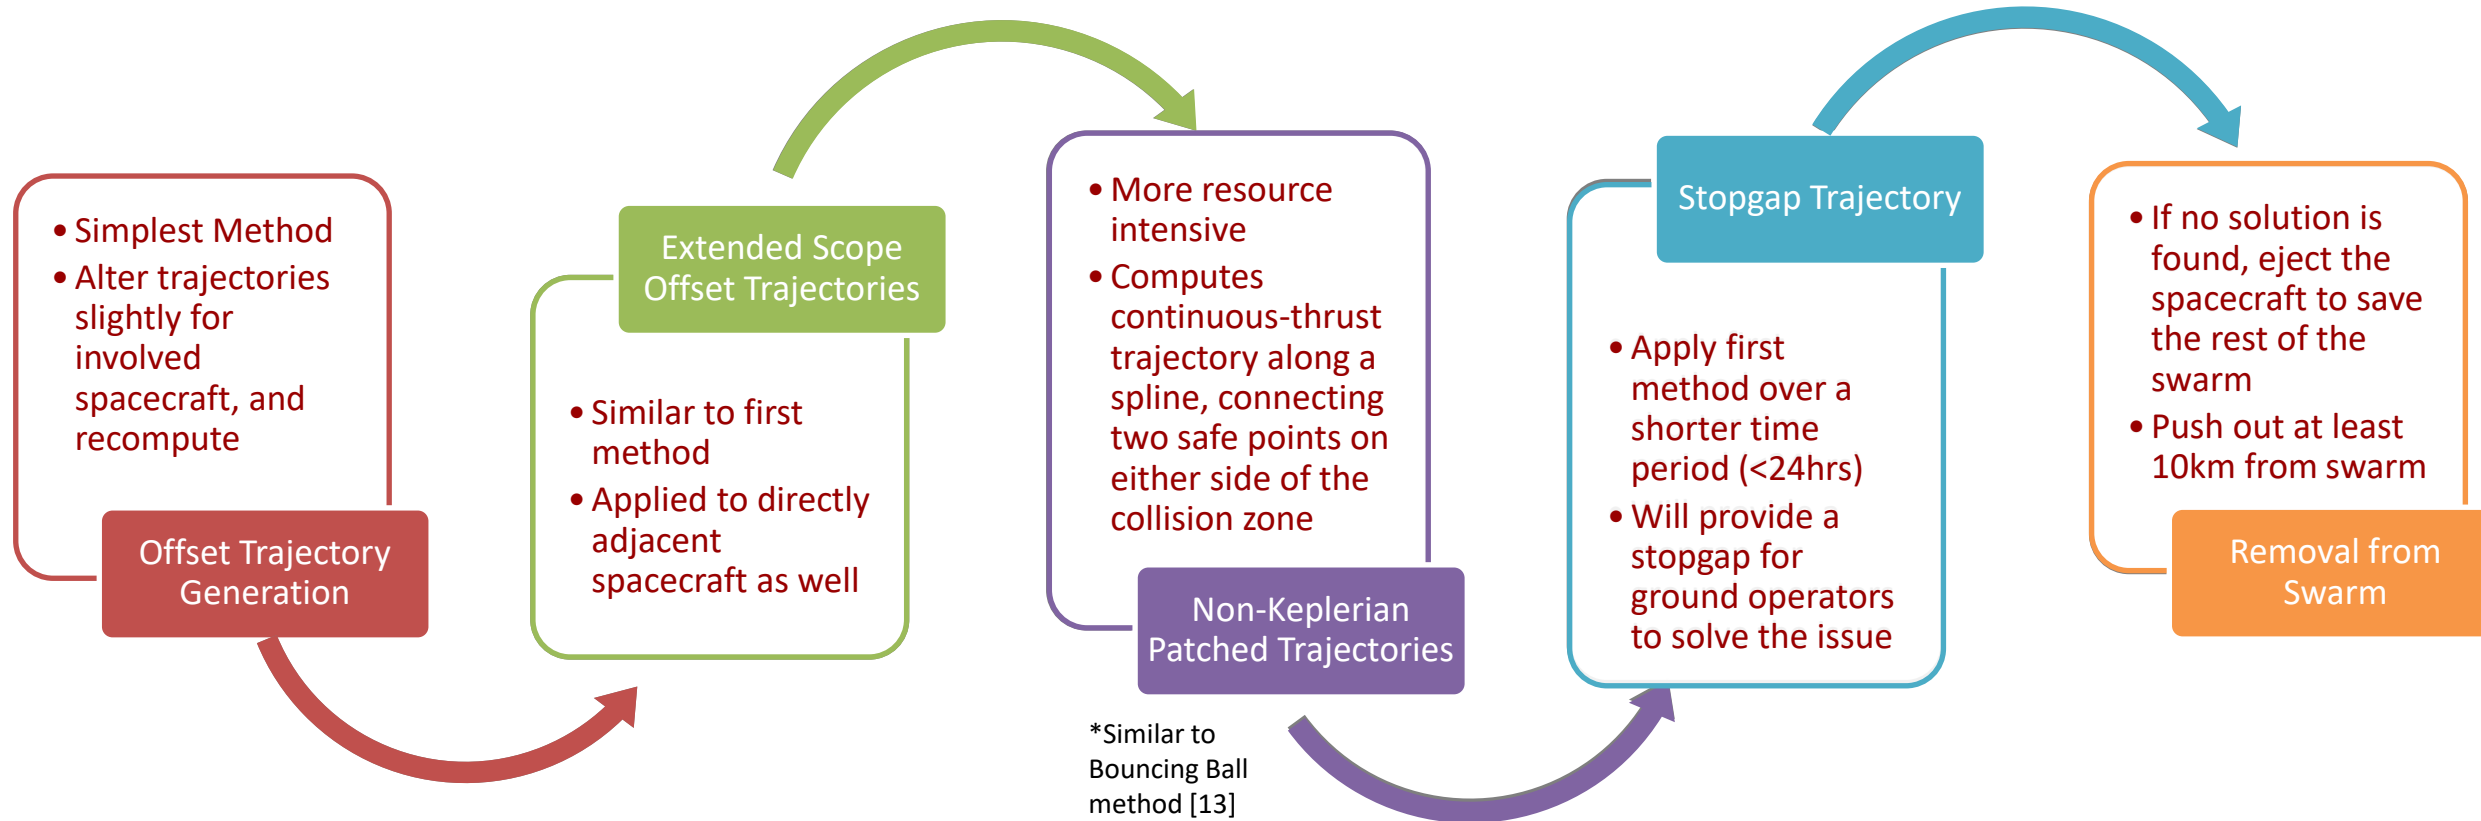 • Simplest Method
• Alter trajectories
slightly for
involved
spacecraft, and
recompute
Offset Trajectory
Generation
Extended Scope
Offset Trajectories
• Similar to first
method
• Applied to directly
adjacent
spacecraft as well
• More resource
intensive
• Computes
continuous-thrust
trajectory along a
spline, connecting
two safe points on
either side of the
collision zone
Non-Keplerian
Patched Trajectories
*Similar to
Bouncing Ball
method [13]
Stopgap Trajectory
• Apply first
method over a
shorter time
period (<24hrs)
• Will provide a
stopgap for
ground operators
to solve the issue
• If no solution is
found, eject the
spacecraft to save
the rest of the
swarm
• Push out at least
10km from swarm
Removal from
Swarm